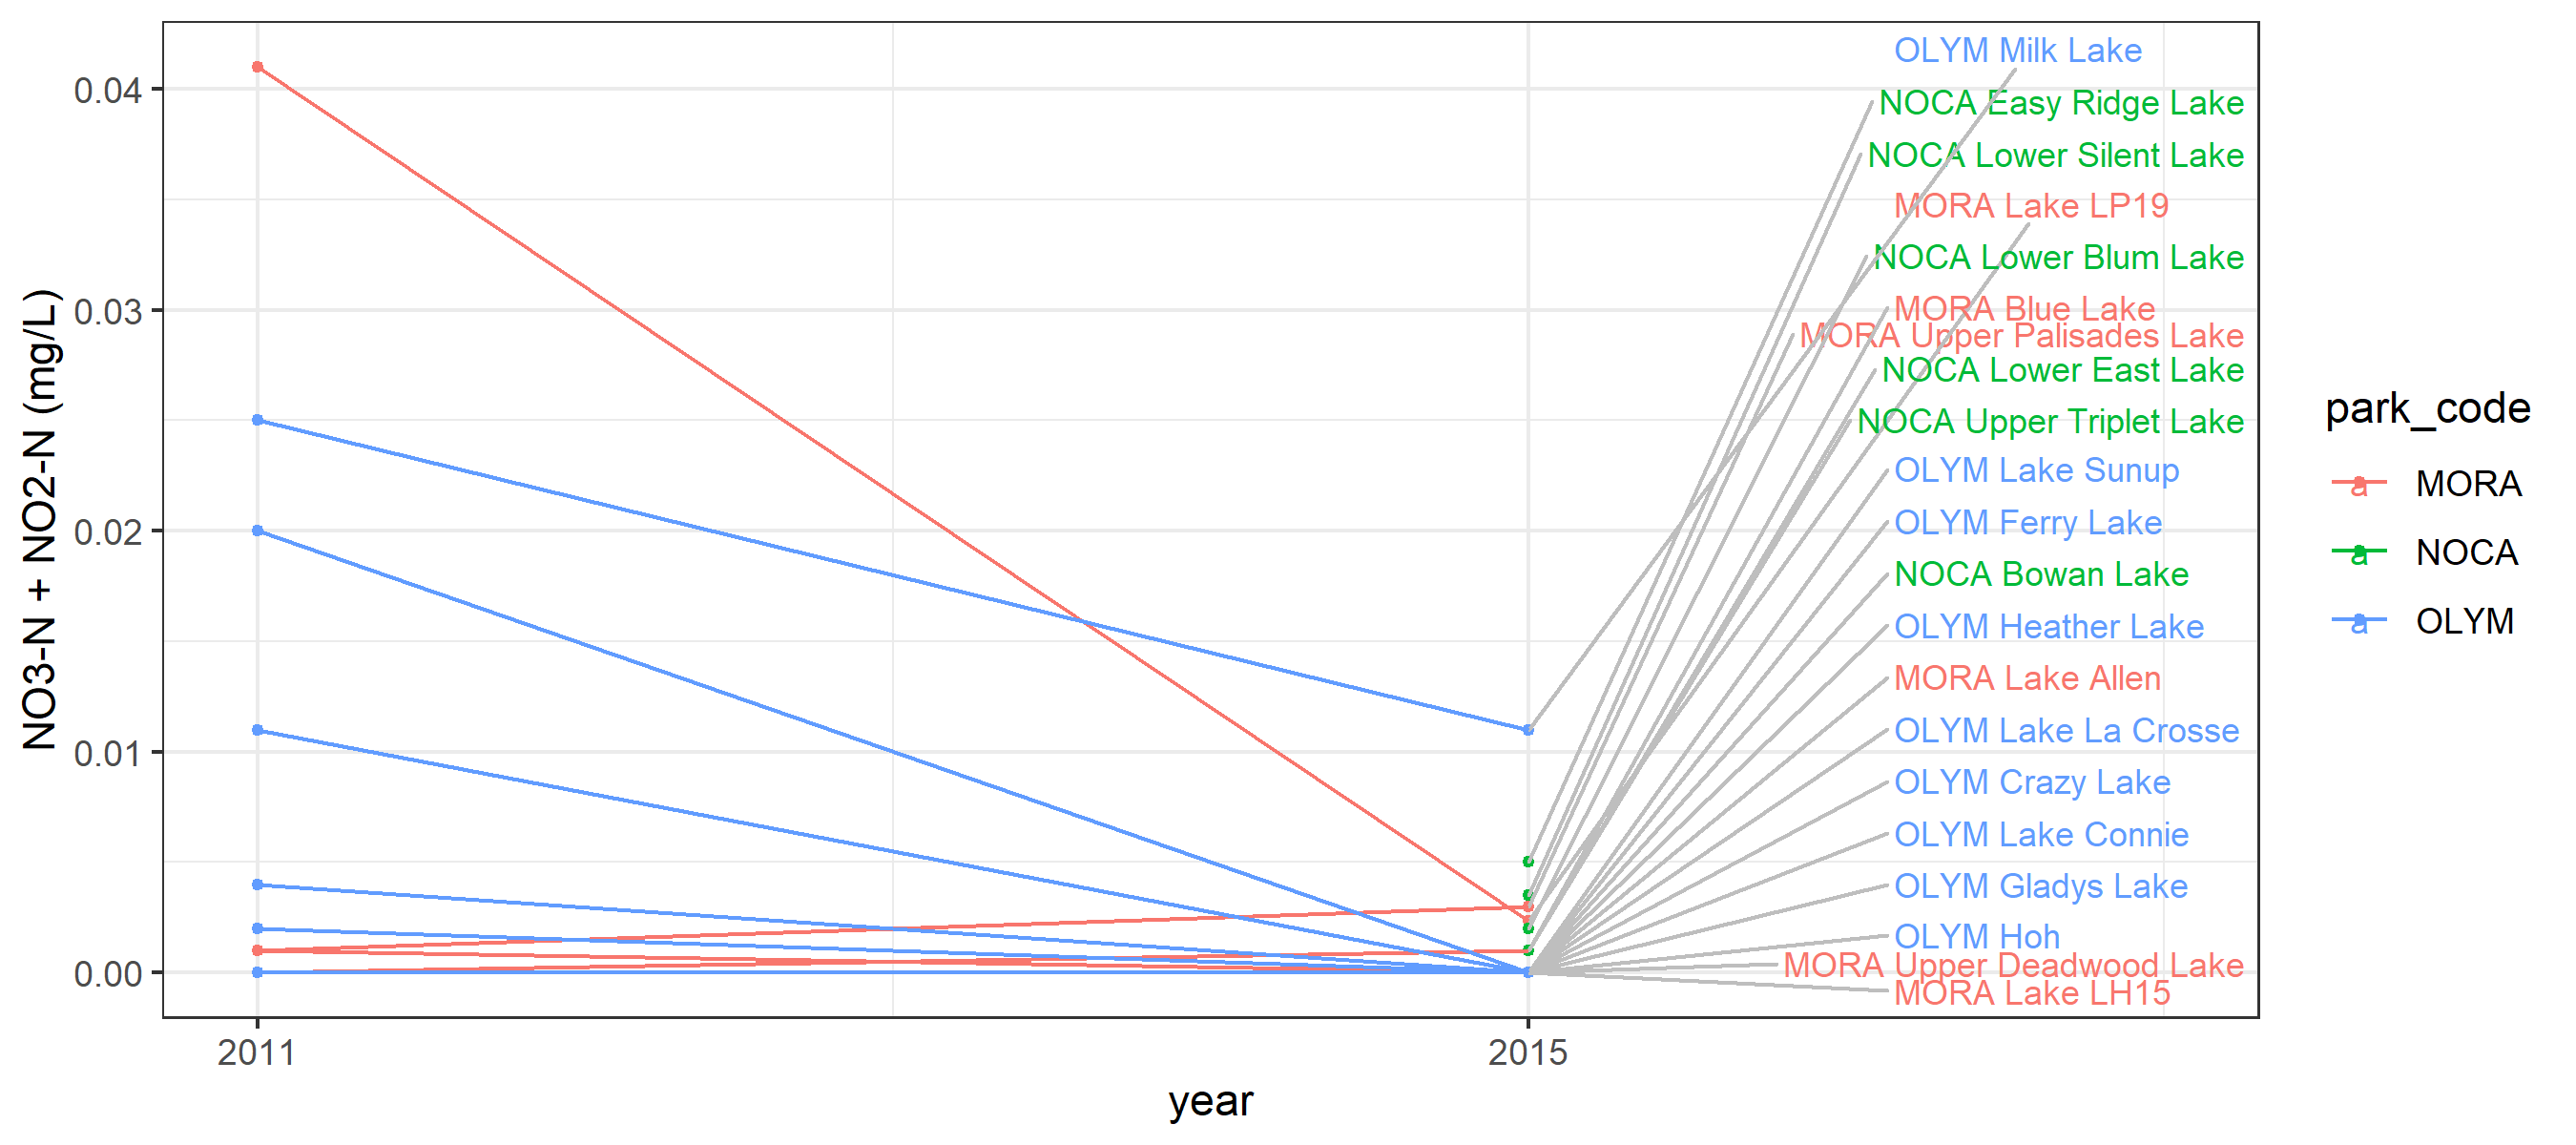 OLYM Milk Lake
0.04
NOCA Easy Ridge Lake
NOCA Lower Silent Lake
MORA Lake LP19
NOCA Lower Blum Lake
0.03
MORA Blue Lake
MORA Upper Palisades Lake
NOCA Lower East Lake
NOCA Upper Triplet Lake
OLYM Lake Sunup
0.02
OLYM Ferry Lake
NOCA Bowan Lake
OLYM Heather Lake
MORA Lake Allen
OLYM Lake La Crosse
0.01
OLYM Crazy Lake
OLYM Lake Connie
OLYM Gladys Lake
OLYM Hoh
MORA Upper Deadwood Lake
0.00
MORA Lake LH15
NO3-N + NO2-N (mg/L)
2011
2015
year
park_code
a MORA
a NOCA
a OLYM